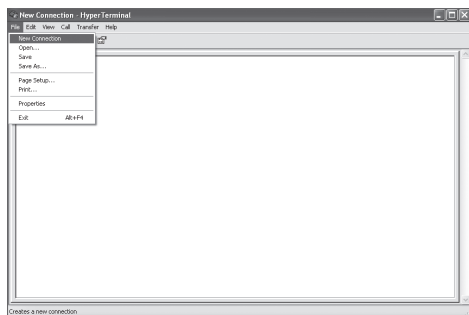 New Connection - HyperTerminal
File Edit View Call Transfer Help
New Connection
Open...
Save
Save As...
Page Setup...
Print...
Properties
Exit Alt+F4
Creates a new connection